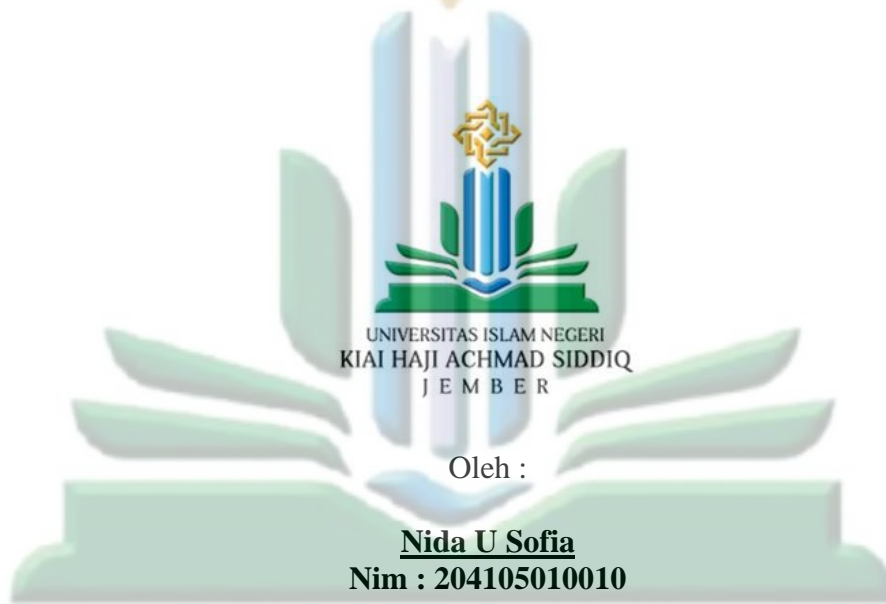 UNIVERSITAS ISLAM NEGERI
KIAI HAJI ACHMAD SIDDIQ
J E M B E R
Oleh :
Nida U Sofia
Nim : 204105010010